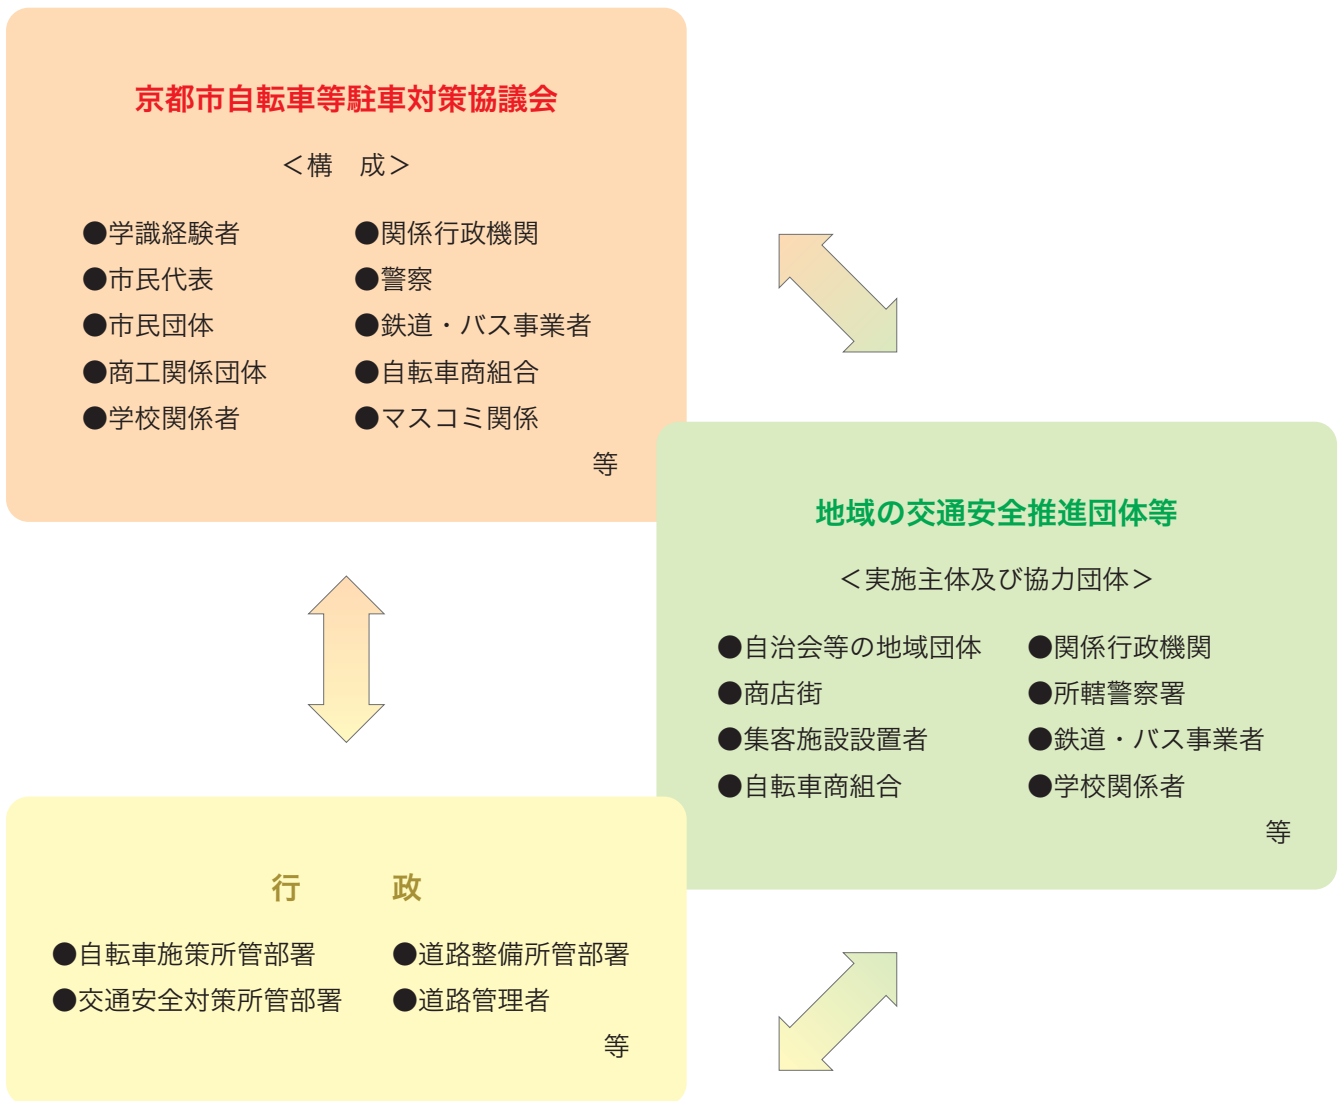 京都市自転車等駐車対策協議会
＜構　成＞
●学識経験者　●関係行政機関
●市民代表　●警察
●市民団体　●鉄道・バス事業者
●商工関係団体　●自転車商組合
●学校関係者　●マスコミ関係
等
地域の交通安全推進団体等
＜実施主体及び協力団体＞
●自治会等の地域団体　●関係行政機関
●商店街　●所轄警察署
●集客施設設置者　●鉄道・バス事業者
●自転車商組合　●学校関係者
等
行　政
●自転車施策所管部署　●道路整備所管部署
●交通安全対策所管部署　●道路管理者
等